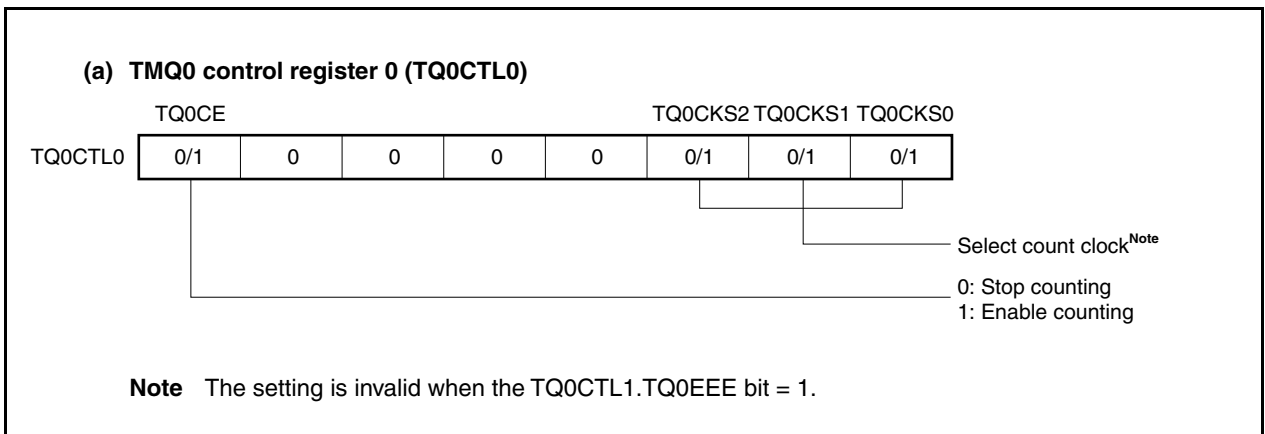 (a) TMQ0 control register 0 (TQ0CTL0)
TQ0CE TQ0CKS2 TQ0CKS1 TQ0CKS0
TQ0CTL0 0/1 0 0 0 0 0/1 0/1 0/1
Select count clockNote
0: Stop counting
1: Enable counting
Note The setting is invalid when the TQ0CTL1.TQ0EEE bit = 1.